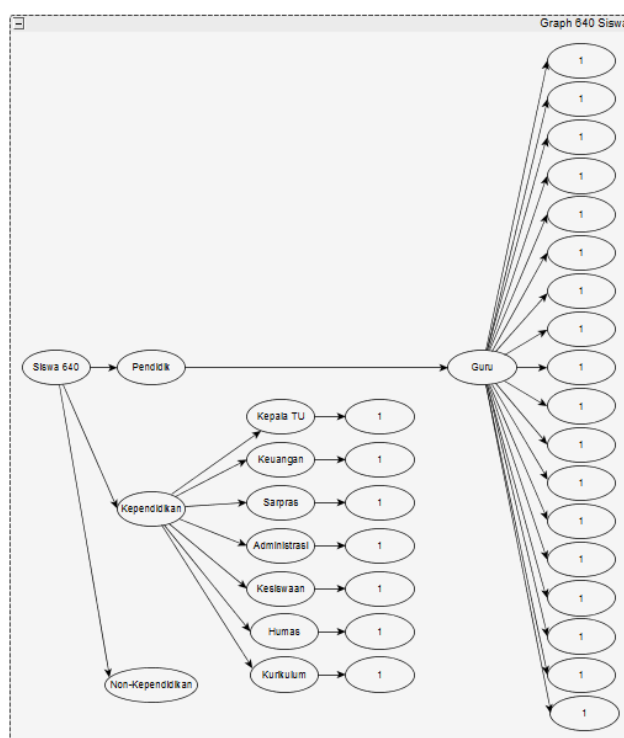 Graph 640 Siswa
1
1
1
1
1
1
1
1
Siswa 640
Pendidik
Guru
1
1
Kepala TU
1
1
Keuangan
1
1
Sarpras
1
Kependidikan
1
Administrasi
1
1
Kesiswaan
1
1
Humas
1
1
Kurikulum
1
1
Non-Kependidikan
1